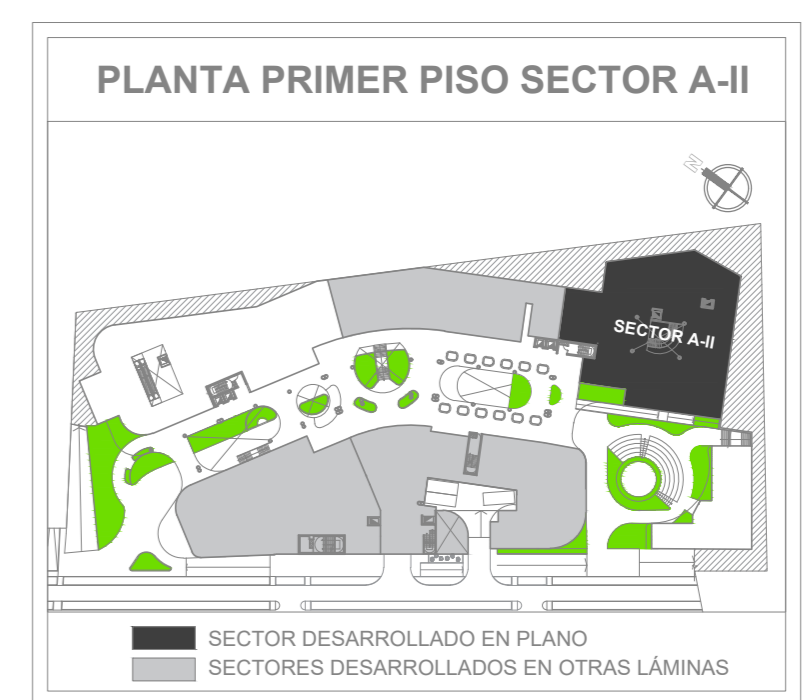 PLANTA PRIMER PISO SECTOR A-II
N
SECTOR A-II
SECTOR DESARROLLADO EN PLANO
SECTORES DESARROLLADOS EN OTRAS LÁMINAS